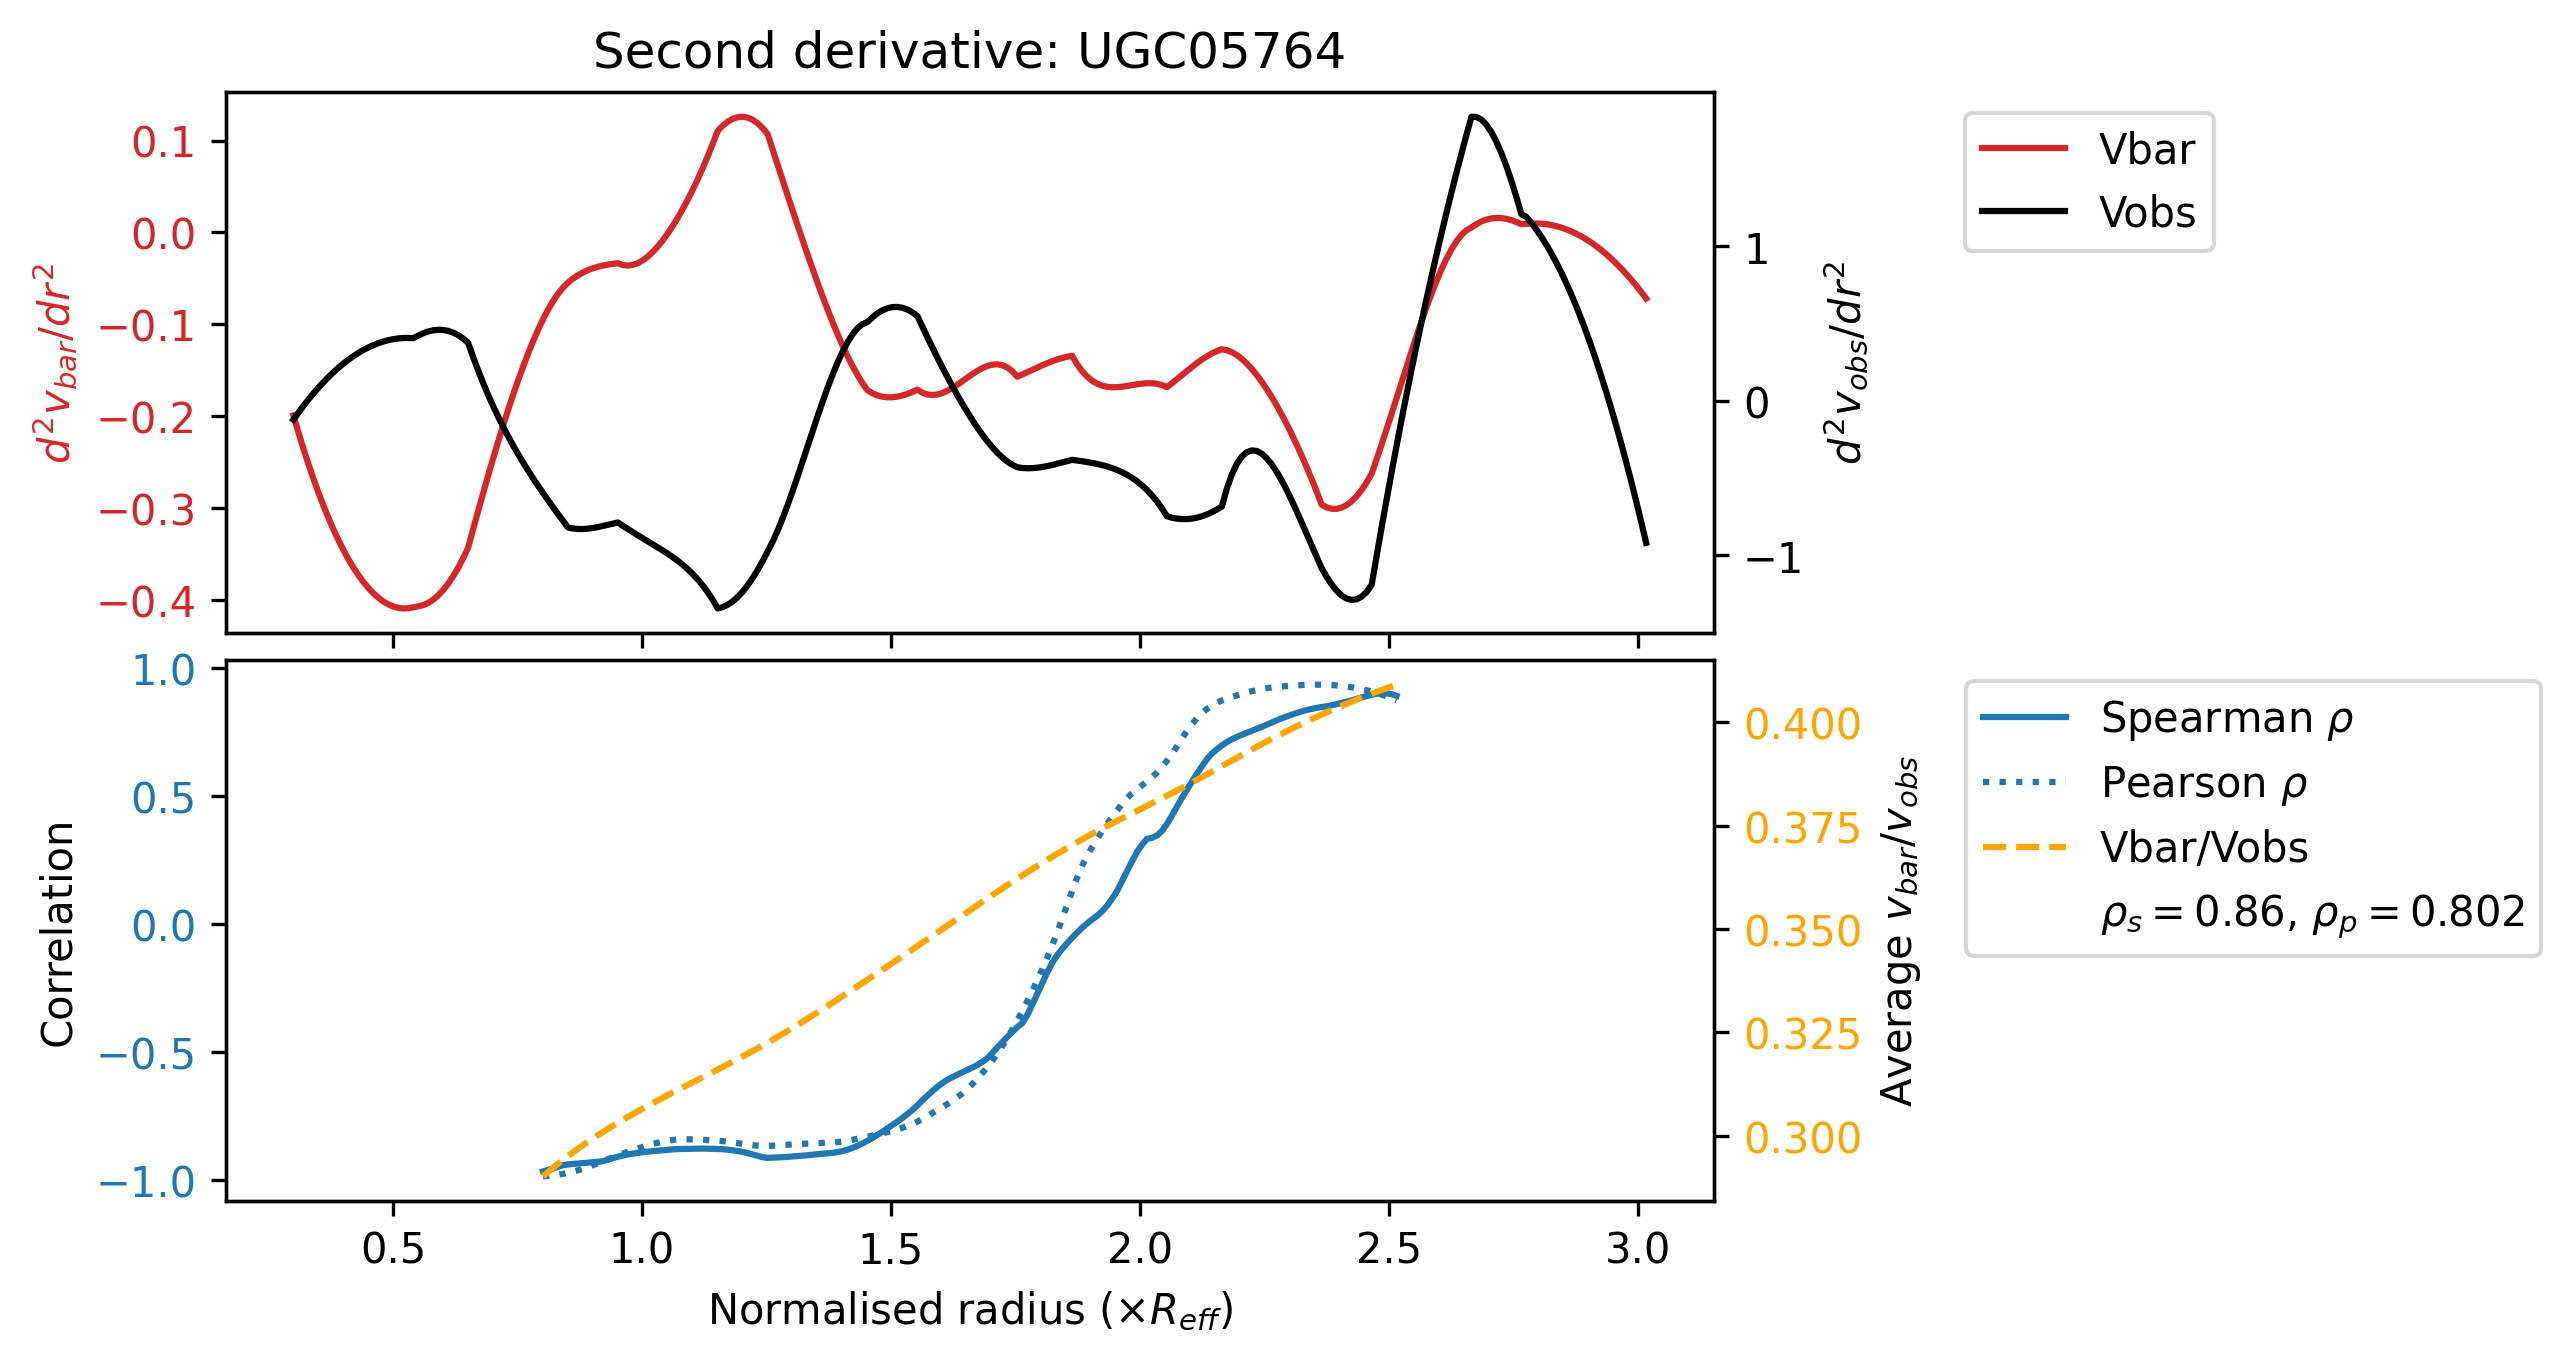 Second derivative: UGC05764
0.1
0.0
−0.1
−0.2
−0.3
−0.4
d²v_bar/dr²
1
0
−1
d²v_obs/dr²
Vbar
Vobs
1.0
0.5
0.0
−0.5
−1.0
Correlation
0.400
0.375
0.350
0.325
0.300
Average v_bar/v_obs
Spearman ρ
Pearson ρ
Vbar/Vobs
ρ_s = 0.86, ρ_p = 0.802
0.5 1.0 1.5 2.0 2.5 3.0
Normalised radius (×R_eff)